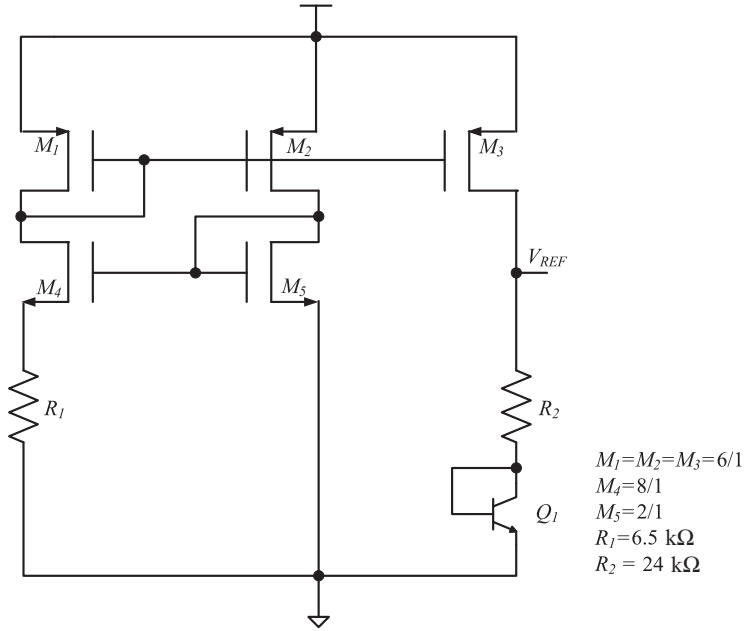 M1
M2
M3
VREF
M4
M5
R1
R2
Q1
M1=M2=M3=6/1
M4=8/1
M5=2/1
R1=6.5 kΩ
R2 = 24 kΩ